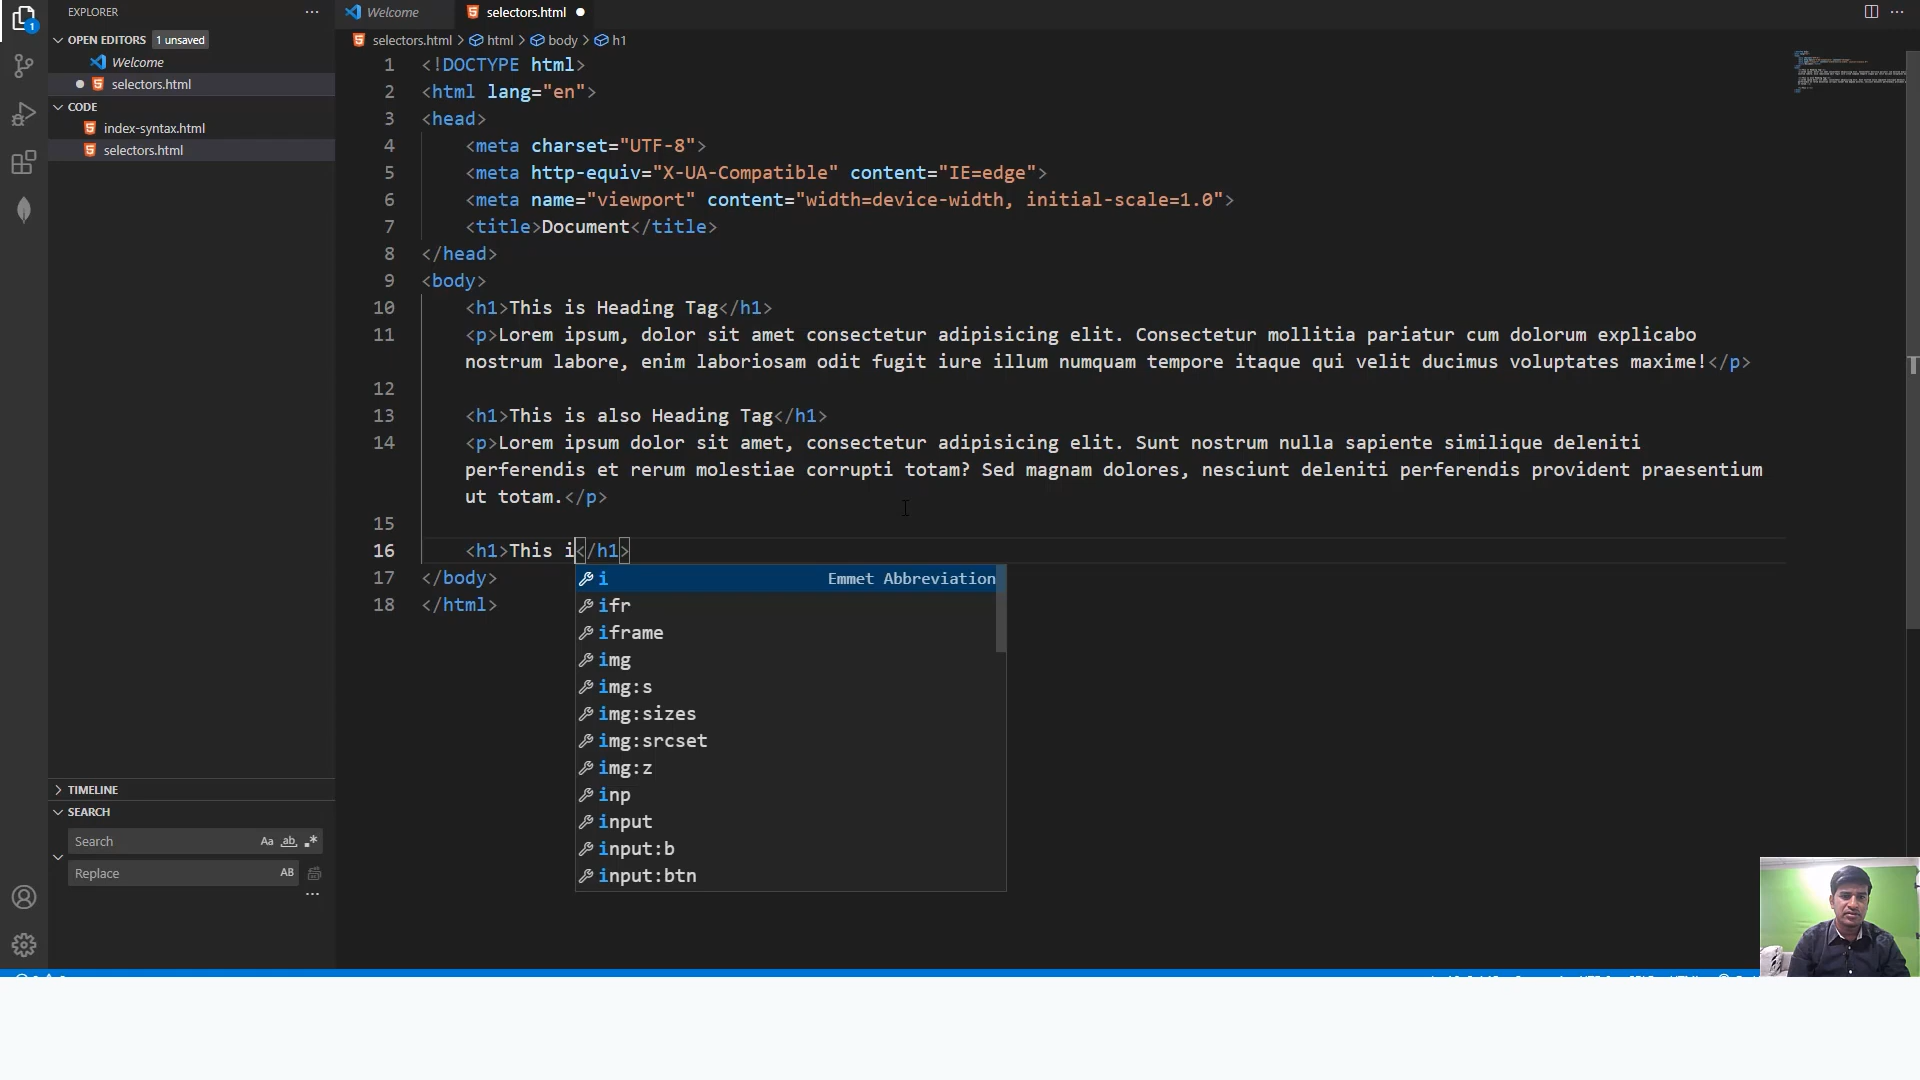 EXPLORER
Welcome
selectors.html
OPEN EDITORS 1 unsaved
selectors.html > html > body > h1
Welcome
selectors.html
CODE
index-syntax.html
selectors.html
1 <!DOCTYPE html>
2 <html lang="en">
3 <head>
4 <meta charset="UTF-8">
5 <meta http-equiv="X-UA-Compatible" content="IE=edge">
6 <meta name="viewport" content="width=device-width, initial-scale=1.0">
7 <title>Document</title>
8 </head>
9 <body>
10 <h1>This is Heading Tag</h1>
11 <p>Lorem ipsum, dolor sit amet consectetur adipisicing elit. Consectetur mollitia pariatur cum dolorum explicabo
nostrum labore, enim laboriosam odit fugit iure illum numquam tempore itaque qui velit ducimus voluptates maxime!</p>
12
13 <h1>This is also Heading Tag</h1>
14 <p>Lorem ipsum dolor sit amet, consectetur adipisicing elit. Sunt nostrum nulla sapiente similique deleniti
perferendis et rerum molestiae corrupti totam? Sed magnam dolores, nesciunt deleniti perferendis provident praesentium
ut totam.</p>
15
16 <h1>This i</h1>
17 </body>
18 </html>
i Emmet Abbreviation
ifr
iframe
img
img:s
img:sizes
img:srcset
img:z
inp
input
input:b
input:btn
TIMELINE
SEARCH
Search Aa ab
Replace AB